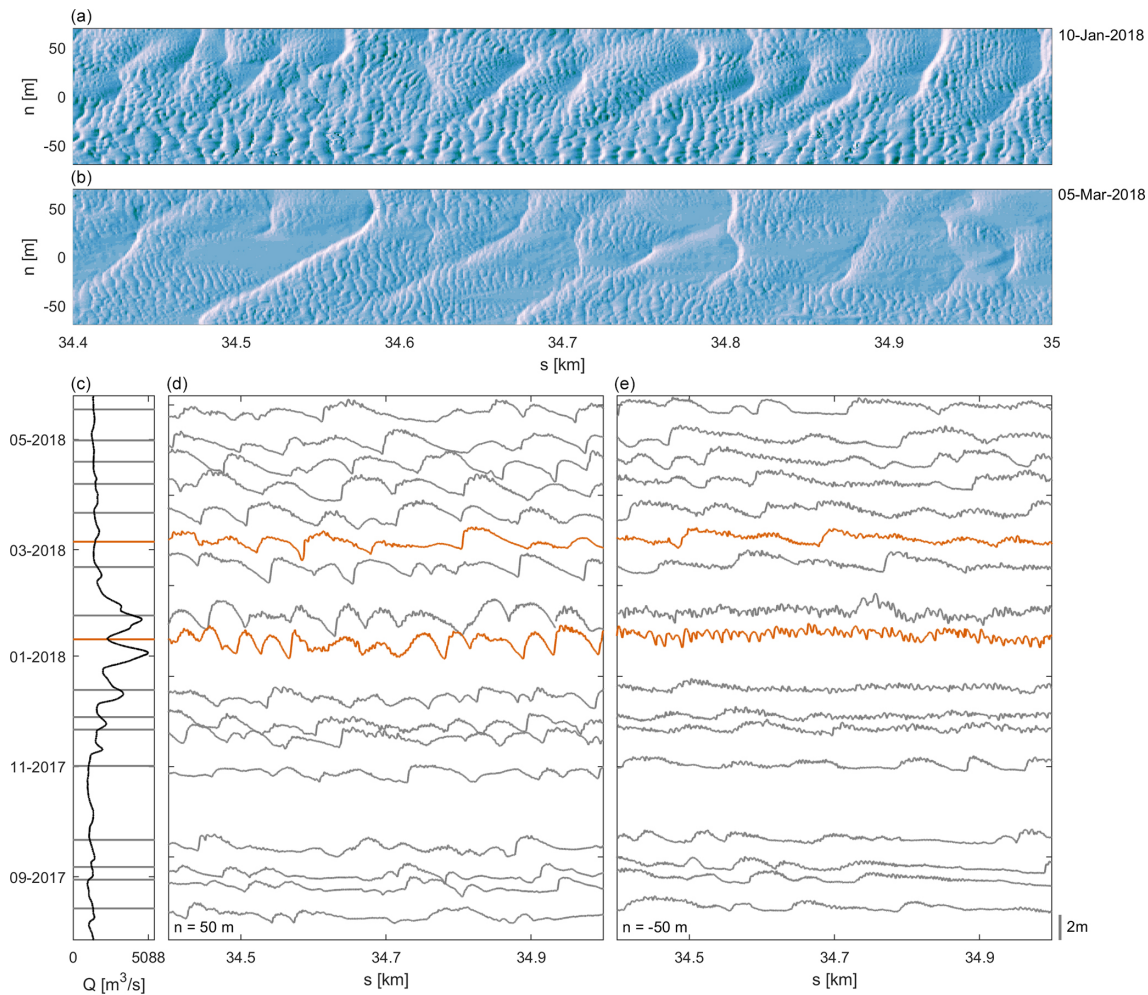 (a)
10-Jan-2018
n [m]
50
0
-50
(b)
05-Mar-2018
n [m]
50
0
-50
34.4 34.5 34.6 34.7 34.8 34.9 35
s [km]
(c) (d) (e)
05-2018
03-2018
01-2018
11-2017
09-2017
n = 50 m
n = -50 m
2m
0 5088
34.5 34.7 34.9
34.5 34.7 34.9
Q [m³/s]
s [km]
s [km]